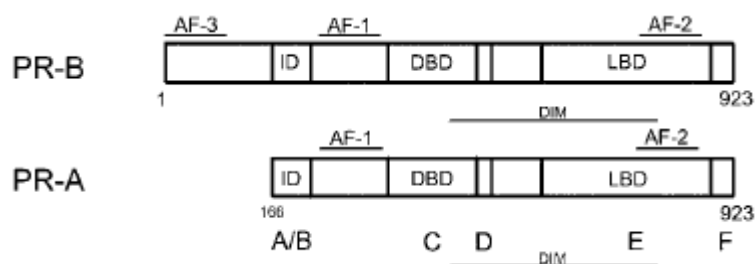 AF-3 AF-1 AF-2
PR-B ID DBD LBD
1 923
DIM
AF-1 AF-2
PR-A ID DBD LBD
166 923
A/B C D E F
DIM